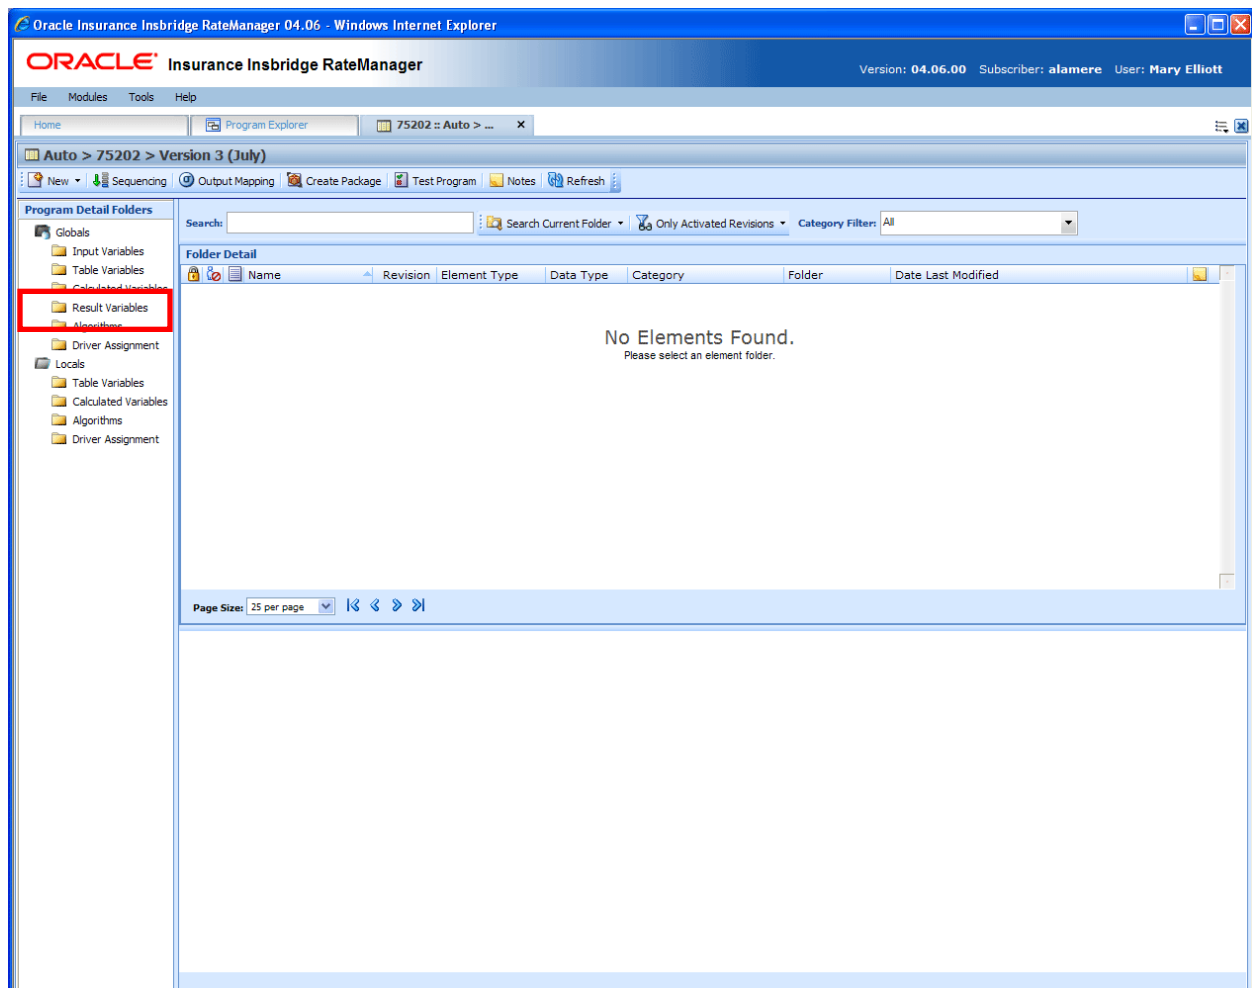 Oracle Insurance Insbridge RateManager 04.06 - Windows Internet Explorer
ORACLE Insurance Insbridge RateManager
Version: 04.06.00 Subscriber: alamere User: Mary Elliott
File Modules Tools Help
Home Program Explorer 75202 :: Auto > ...
Auto > 75202 > Version 3 (July)
New Sequencing Output Mapping Create Package Test Program Notes Refresh
Program Detail Folders
Globals
Input Variables
Table Variables
Calculated Variables
Result Variables
Algorithms
Driver Assignment
Locals
Table Variables
Calculated Variables
Algorithms
Driver Assignment
Search: Search Current Folder Only Activated Revisions Category Filter: All
Folder Detail
Name Revision Element Type Data Type Category Folder Date Last Modified
No Elements Found.
Please select an element folder.
Page Size: 25 per page